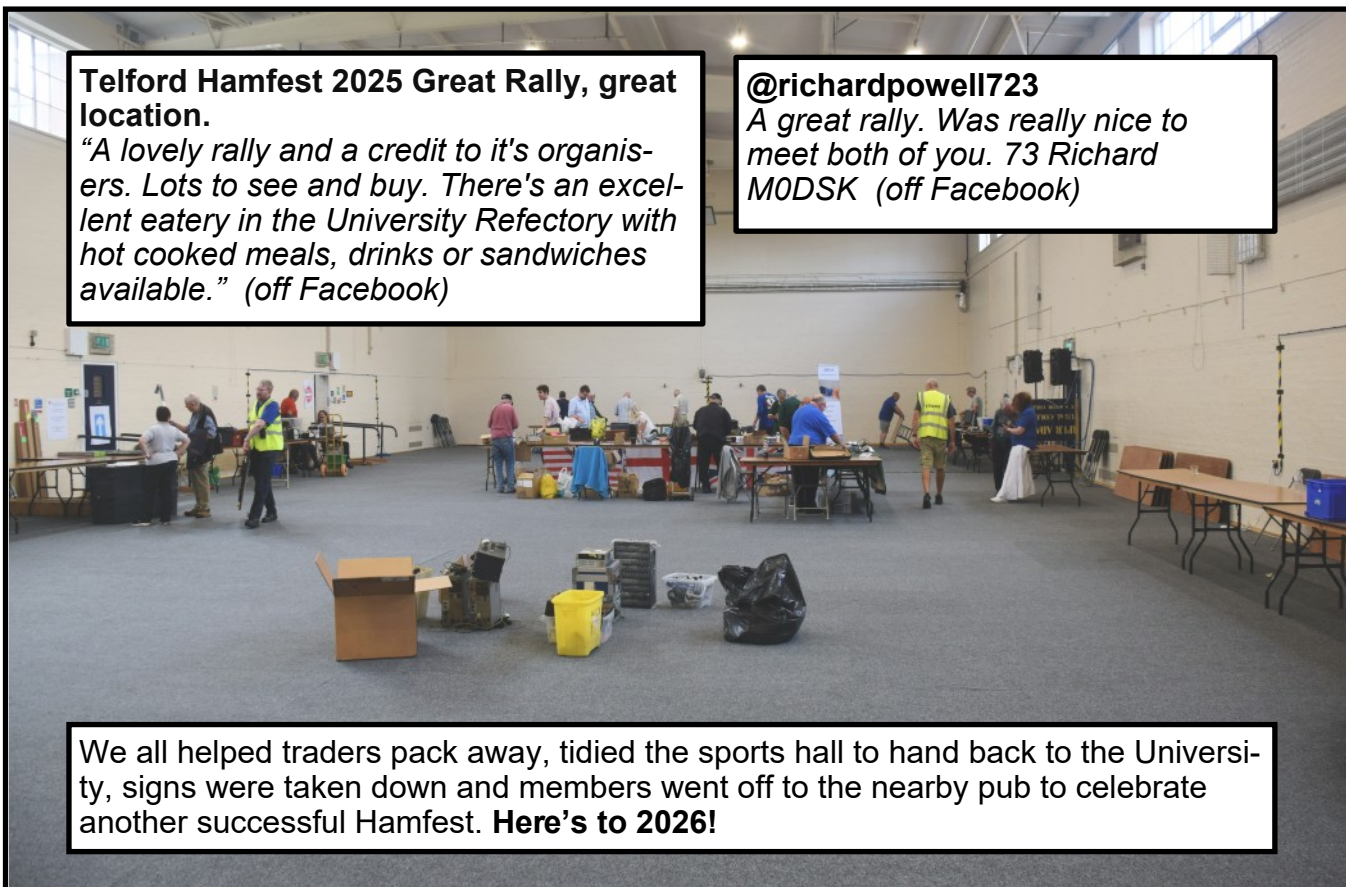 Telford Hamfest 2025 Great Rally, great
location.
“A lovely rally and a credit to it's organis-
ers. Lots to see and buy. There's an excel-
lent eatery in the University Refectory with
hot cooked meals, drinks or sandwiches
available.”  (off Facebook)
@richardpowell723
A great rally. Was really nice to
meet both of you. 73 Richard
M0DSK  (off Facebook)
We all helped traders pack away, tidied the sports hall to hand back to the Universi-
ty, signs were taken down and members went off to the nearby pub to celebrate
another successful Hamfest. Here’s to 2026!